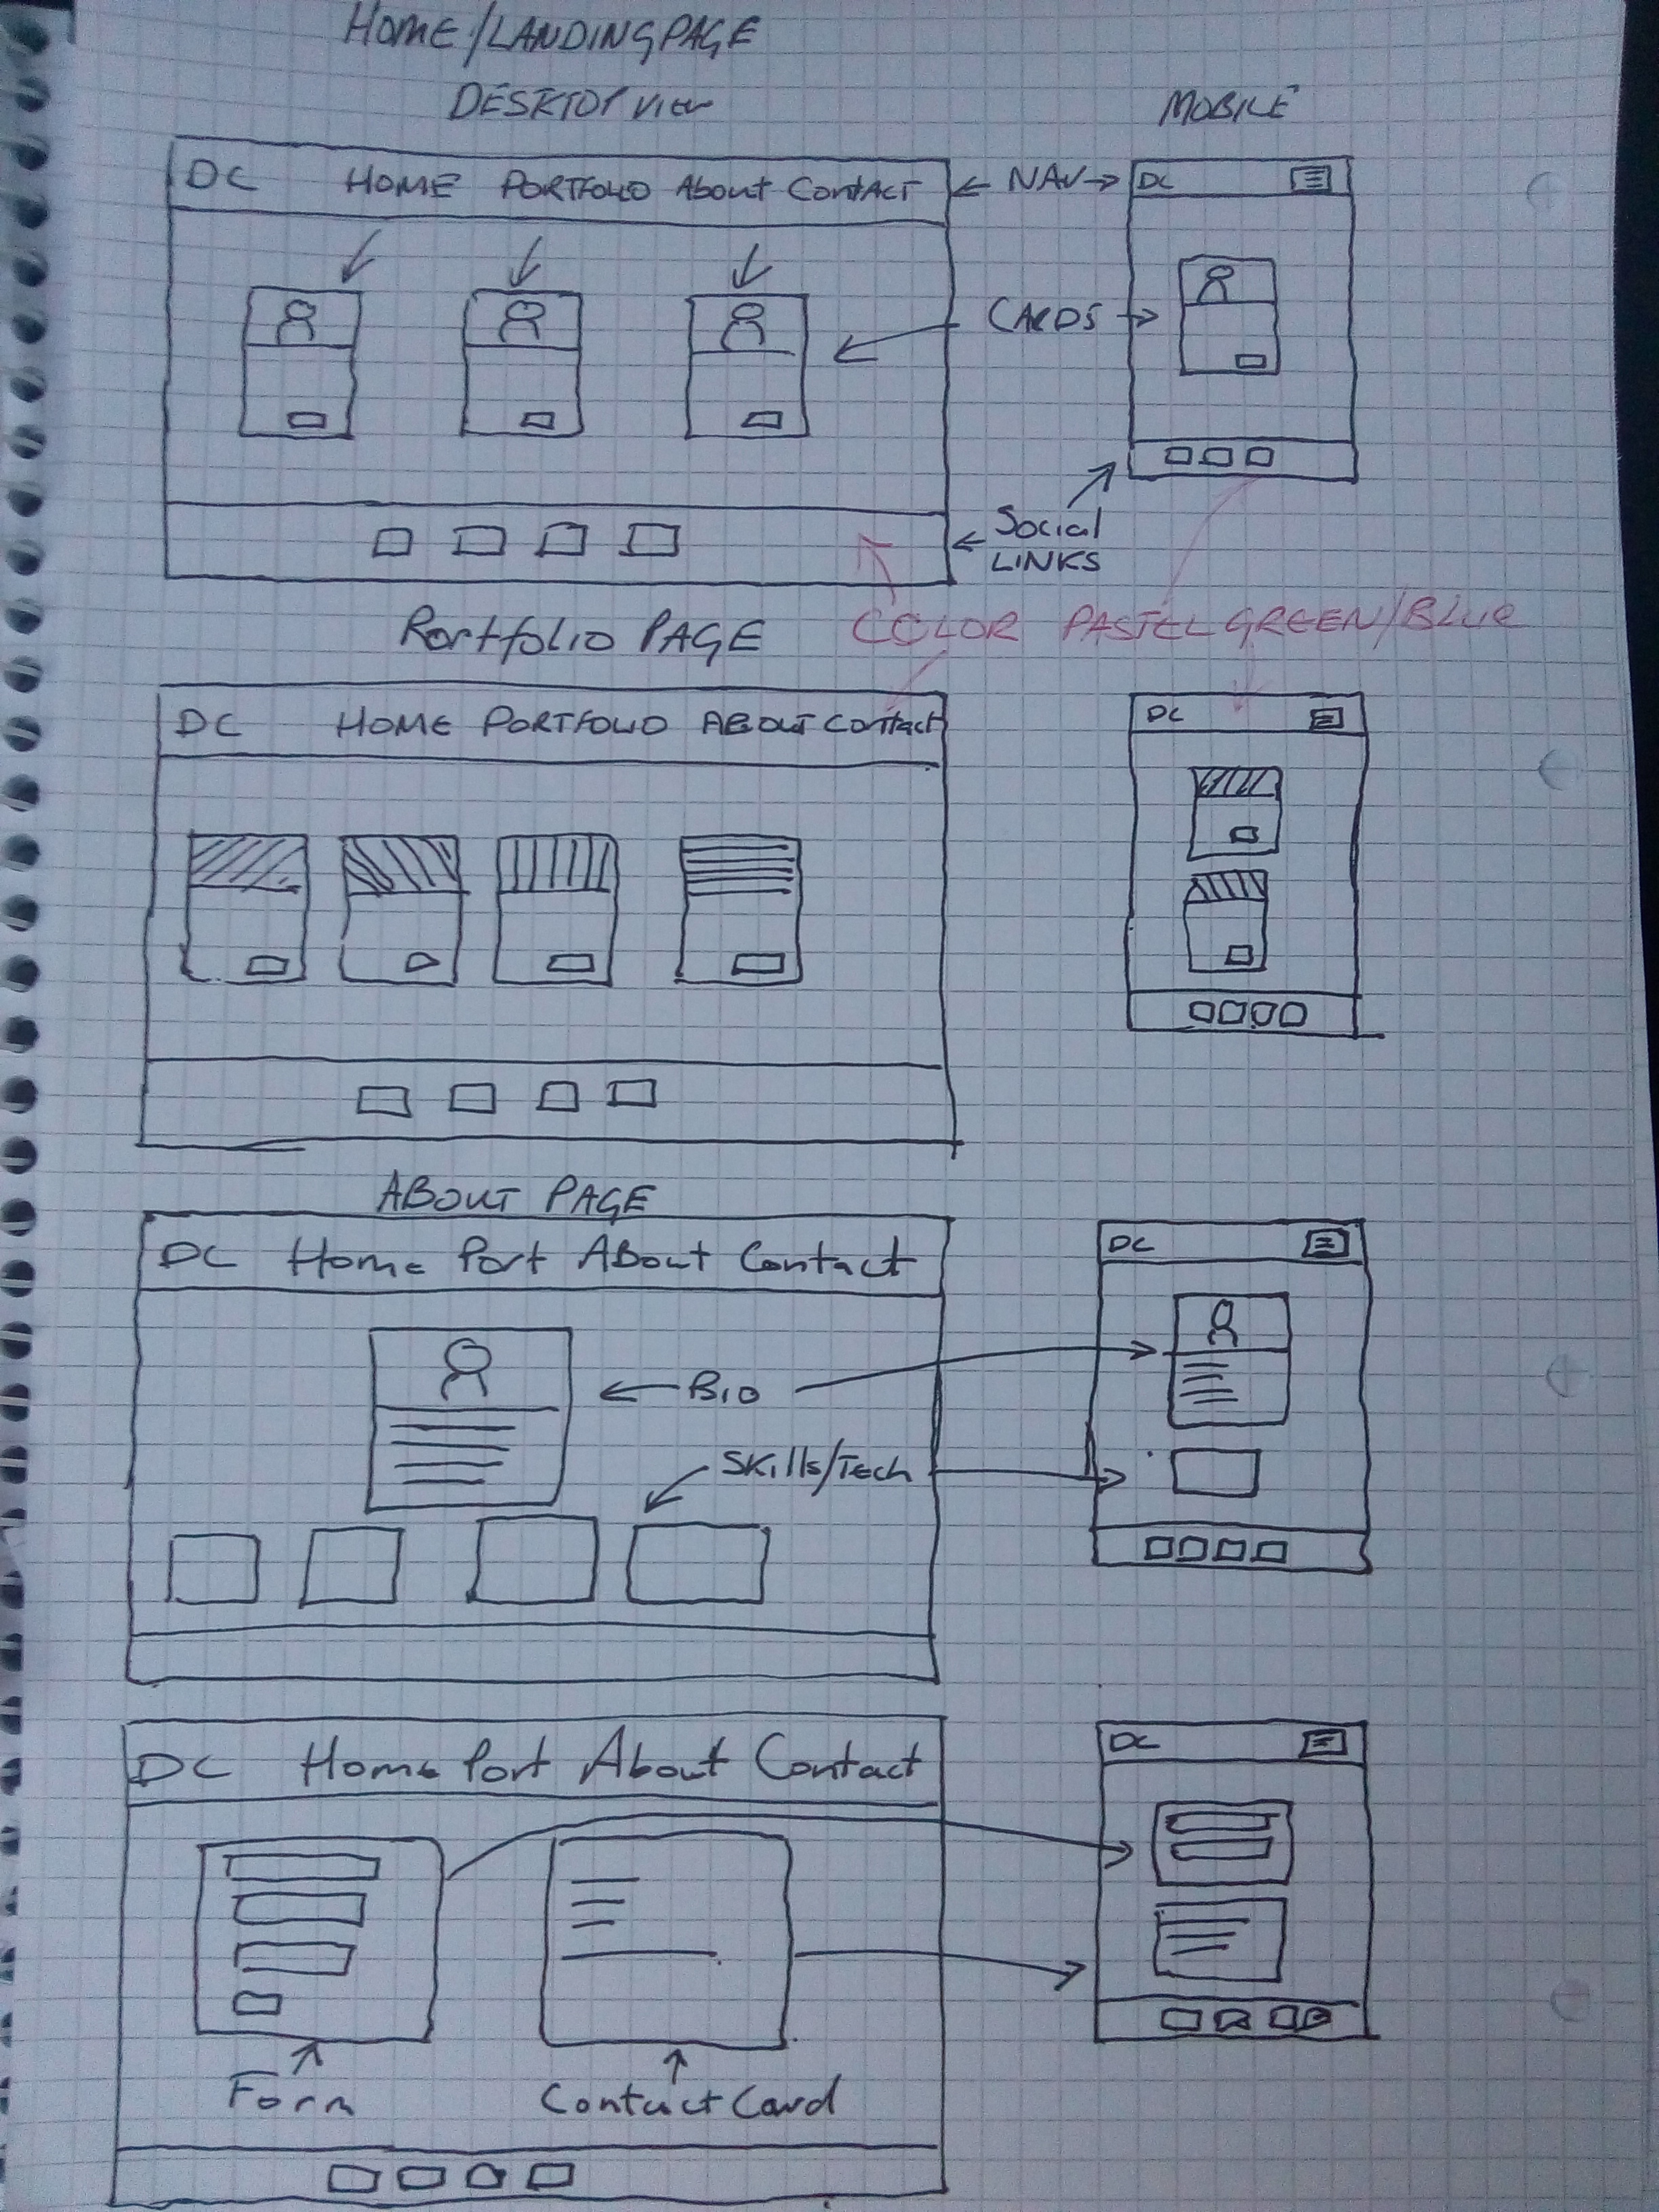 HOME/LANDINGPAGE
DESKTOP view
MOBILE
DC HOME PORTFOLIO About Contact
NAV
DC
CARDS
Social
LINKS
COLOR PASTEL GREEN/BLUE
Portfolio PAGE
DC HOME PORTFOLIO ABOUT Contact
DC
ABOUT PAGE
DC Home Port About Contact
DC
BIO
Skills/Tech
DC Home Port About Contact
DC
Form
Contact Card